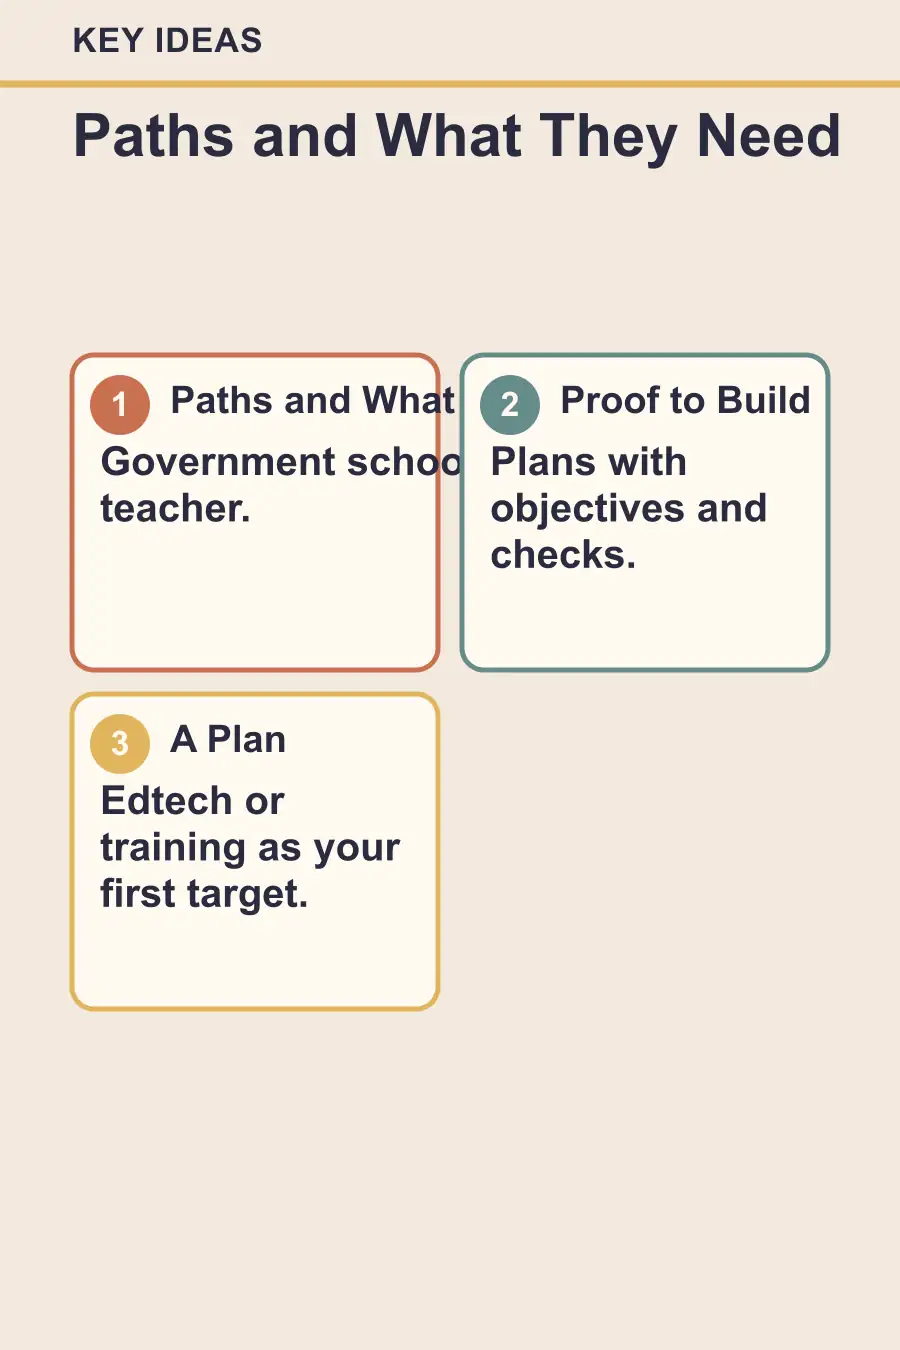 KEY IDEAS
Paths and What They Need
1
Paths and What
Government schoo
teacher.
2
Proof to Build
Plans with
objectives and
checks.
3
A Plan
Edtech or
training as your
first target.